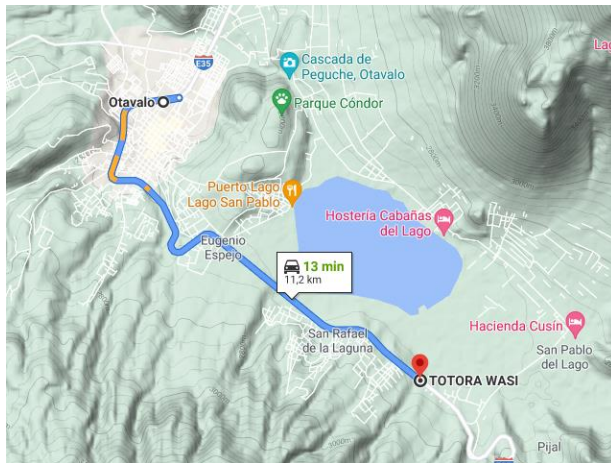 E35
Cascada de
Peguche, Otavalo
Otavalo
Parque Cóndor
Puerto Lago
Lago San Pablo
Hostería Cabañas
del Lago
Eugenio
Espejo
13 min
11,2 km
Hacienda Cusín
San Rafael
de la Laguna
San Pablo
del Lago
TOTORA WASI
Pijal